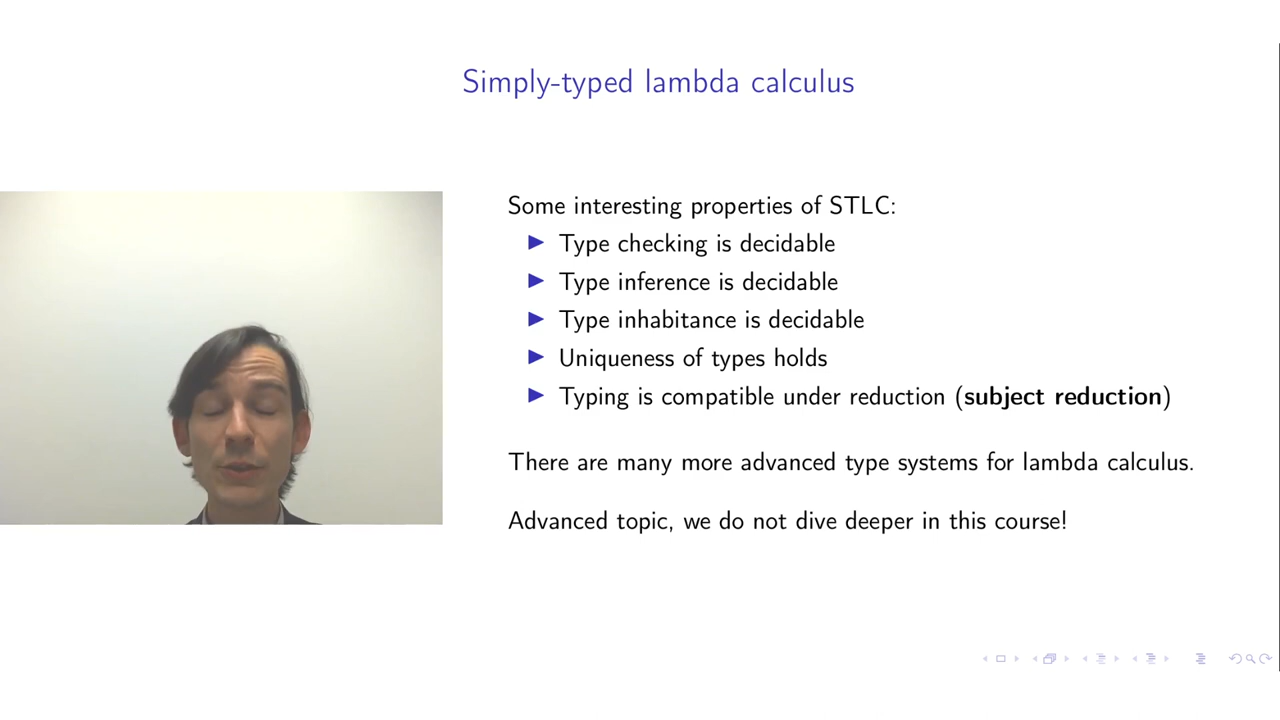 Simply-typed lambda calculus
Some interesting properties of STLC:
▶ Type checking is decidable
▶ Type inference is decidable
▶ Type inhabitance is decidable
▶ Uniqueness of types holds
▶ Typing is compatible under reduction (subject reduction)
There are many more advanced type systems for lambda calculus.
Advanced topic, we do not dive deeper in this course!